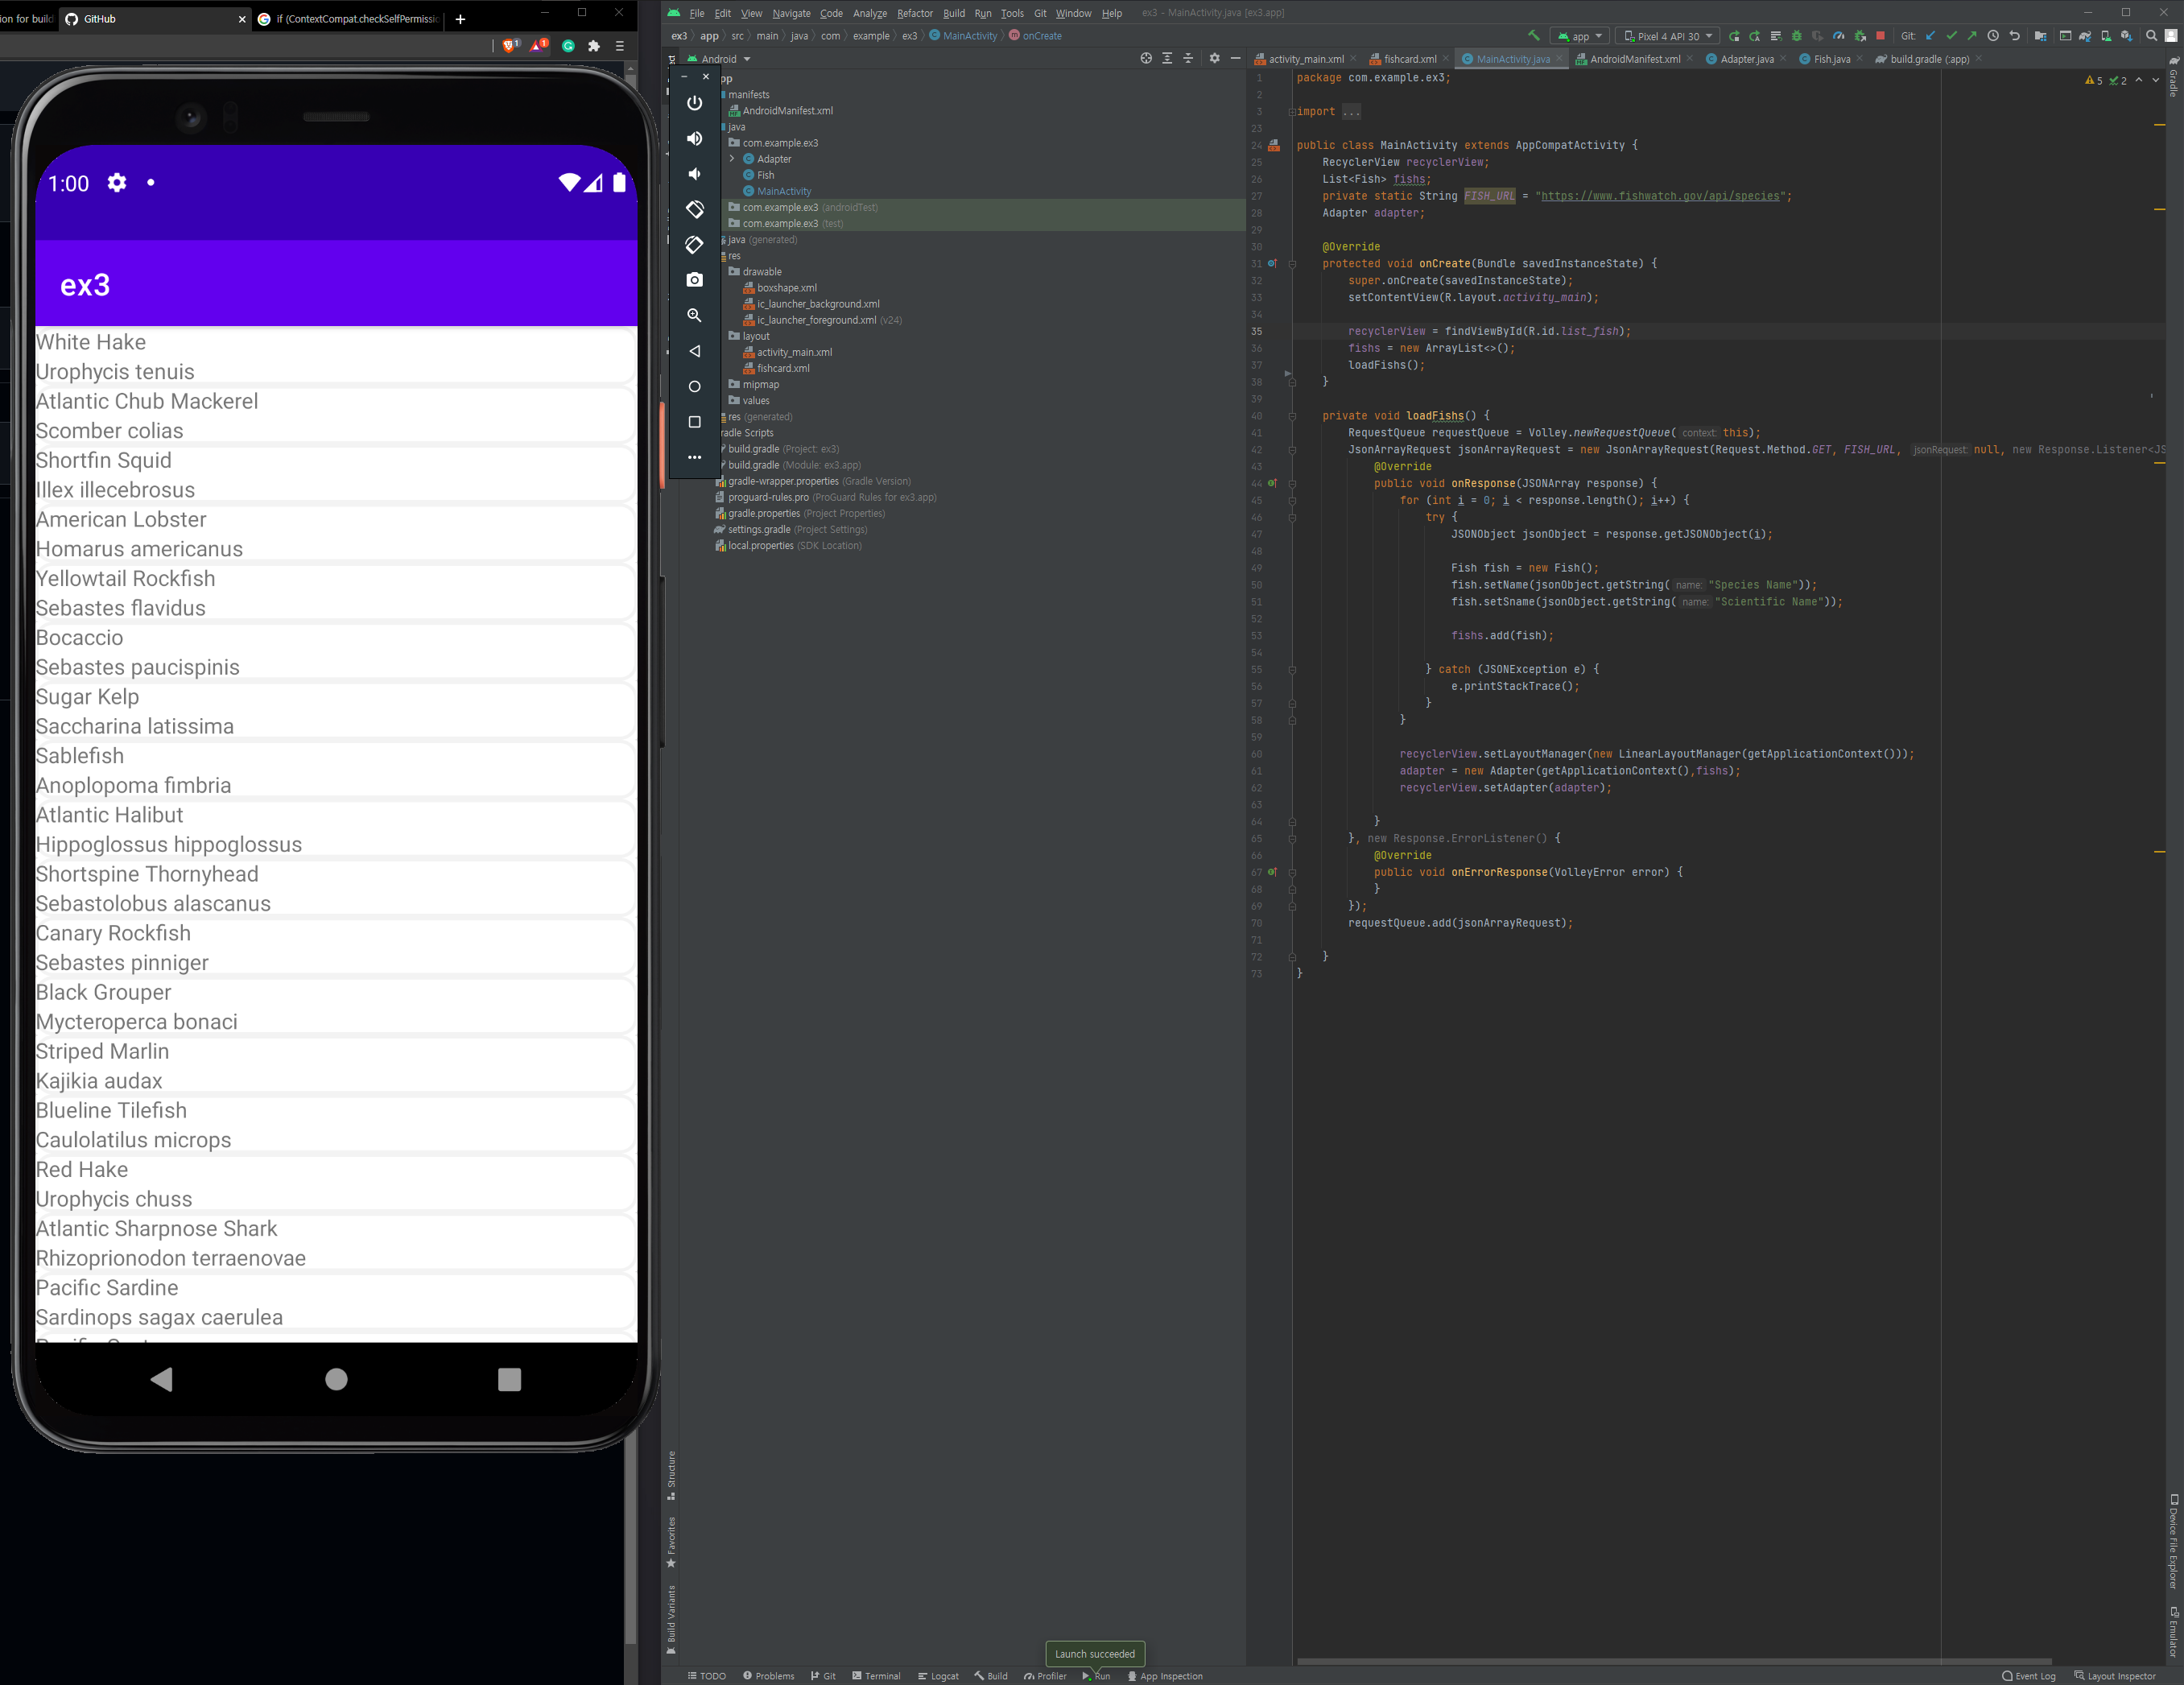 ion for build
GitHub
if (ContextCompat.checkSelfPermissio
1:00
ex3
White Hake
Urophycis tenuis
Atlantic Chub Mackerel
Scomber colias
Shortfin Squid
Illex illecebrosus
American Lobster
Homarus americanus
Yellowtail Rockfish
Sebastes flavidus
Bocaccio
Sebastes paucispinis
Sugar Kelp
Saccharina latissima
Sablefish
Anoplopoma fimbria
Atlantic Halibut
Hippoglossus hippoglossus
Shortspine Thornyhead
Sebastolobus alascanus
Canary Rockfish
Sebastes pinniger
Black Grouper
Mycteroperca bonaci
Striped Marlin
Kajikia audax
Blueline Tilefish
Caulolatilus microps
Red Hake
Urophycis chuss
Atlantic Sharpnose Shark
Rhizoprionodon terraenovae
Pacific Sardine
Sardinops sagax caerulea
File Edit View Navigate Code Analyze Refactor Build Run Tools Git Window Help ex3 - MainActivity.java [ex3.app]
ex3 app src main java com example ex3 MainActivity onCreate
app Pixel 4 API 30 Git:
Android
pp
manifests
AndroidManifest.xml
java
com.example.ex3
Adapter
Fish
MainActivity
com.example.ex3 (androidTest)
com.example.ex3 (test)
java (generated)
res
drawable
boxshape.xml
ic_launcher_background.xml
ic_launcher_foreground.xml (v24)
layout
activity_main.xml
fishcard.xml
mipmap
values
res (generated)
radle Scripts
build.gradle (Project: ex3)
build.gradle (Module: ex3.app)
gradle-wrapper.properties (Gradle Version)
proguard-rules.pro (ProGuard Rules for ex3.app)
gradle.properties (Project Properties)
settings.gradle (Project Settings)
local.properties (SDK Location)
activity_main.xml fishcard.xml MainActivity.java AndroidManifest.xml Adapter.java Fish.java build.gradle (:app)
5 2
1 package com.example.ex3;
2
3 import ...
23
24 public class MainActivity extends AppCompatActivity {
25 RecyclerView recyclerView;
26 List<Fish> fishs;
27 private static String FISH_URL = "https://www.fishwatch.gov/api/species";
28 Adapter adapter;
29
30 @Override
31 protected void onCreate(Bundle savedInstanceState) {
32 super.onCreate(savedInstanceState);
33 setContentView(R.layout.activity_main);
34
35 recyclerView = findViewById(R.id.list_fish);
36 fishs = new ArrayList<>();
37 loadFishs();
38 }
39
40 private void loadFishs() {
41 RequestQueue requestQueue = Volley.newRequestQueue( context: this);
42 JsonArrayRequest jsonArrayRequest = new JsonArrayRequest(Request.Method.GET, FISH_URL, jsonRequest: null, new Response.Listener<JS
43 @Override
44 public void onResponse(JSONArray response) {
45 for (int i = 0; i < response.length(); i++) {
46 try {
47 JSONObject jsonObject = response.getJSONObject(i);
48
49 Fish fish = new Fish();
50 fish.setName(jsonObject.getString( name: "Species Name"));
51 fish.setSname(jsonObject.getString( name: "Scientific Name"));
52
53 fishs.add(fish);
54
55 } catch (JSONException e) {
56 e.printStackTrace();
57 }
58 }
59
60 recyclerView.setLayoutManager(new LinearLayoutManager(getApplicationContext()));
61 adapter = new Adapter(getApplicationContext(),fishs);
62 recyclerView.setAdapter(adapter);
63
64 }
65 }, new Response.ErrorListener() {
66 @Override
67 public void onErrorResponse(VolleyError error) {
68 }
69 });
70 requestQueue.add(jsonArrayRequest);
71
72 }
73 }
Gradle
Device File Explorer
Emulator
Structure
Favorites
Build Variants
Launch succeeded
TODO Problems Git Terminal Logcat Build Profiler Run App Inspection
Event Log Layout Inspector